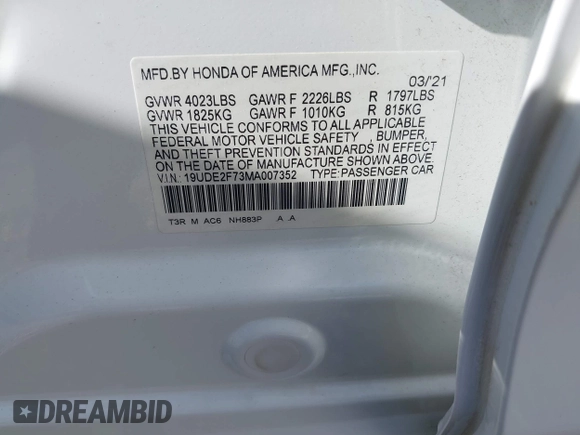 MFD.BY HONDA OF AMERICA MFG.,INC.
03/'21
GVWR 4023LBS GAWR F 2226LBS R 1797LBS
GVWR 1825KG GAWR F 1010KG R 815KG
THIS VEHICLE CONFORMS TO ALL APPLICABLE
FEDERAL MOTOR VEHICLE SAFETY , BUMPER,
AND THEFT PREVENTION STANDARDS IN EFFECT
ON THE DATE OF MANUFACTURE SHOWN ABOVE.
V.I.N: 19UDE2F73MA007352 TYPE:PASSENGER CAR
T3R M AC6 NH883P A .A
DREAMBID